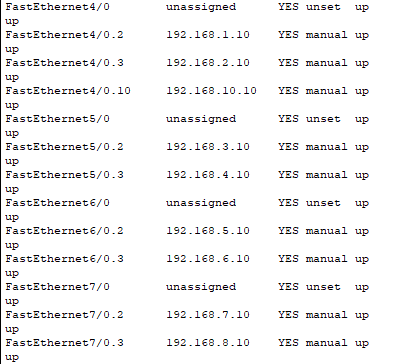 FastEthernet4/0 unassigned YES unset up
up
FastEthernet4/0.2 192.168.1.10 YES manual up
up
FastEthernet4/0.3 192.168.2.10 YES manual up
up
FastEthernet4/0.10 192.168.10.10 YES manual up
up
FastEthernet5/0 unassigned YES unset up
up
FastEthernet5/0.2 192.168.3.10 YES manual up
up
FastEthernet5/0.3 192.168.4.10 YES manual up
up
FastEthernet6/0 unassigned YES unset up
up
FastEthernet6/0.2 192.168.5.10 YES manual up
up
FastEthernet6/0.3 192.168.6.10 YES manual up
up
FastEthernet7/0 unassigned YES unset up
up
FastEthernet7/0.2 192.168.7.10 YES manual up
up
FastEthernet7/0.3 192.168.8.10 YES manual up
up